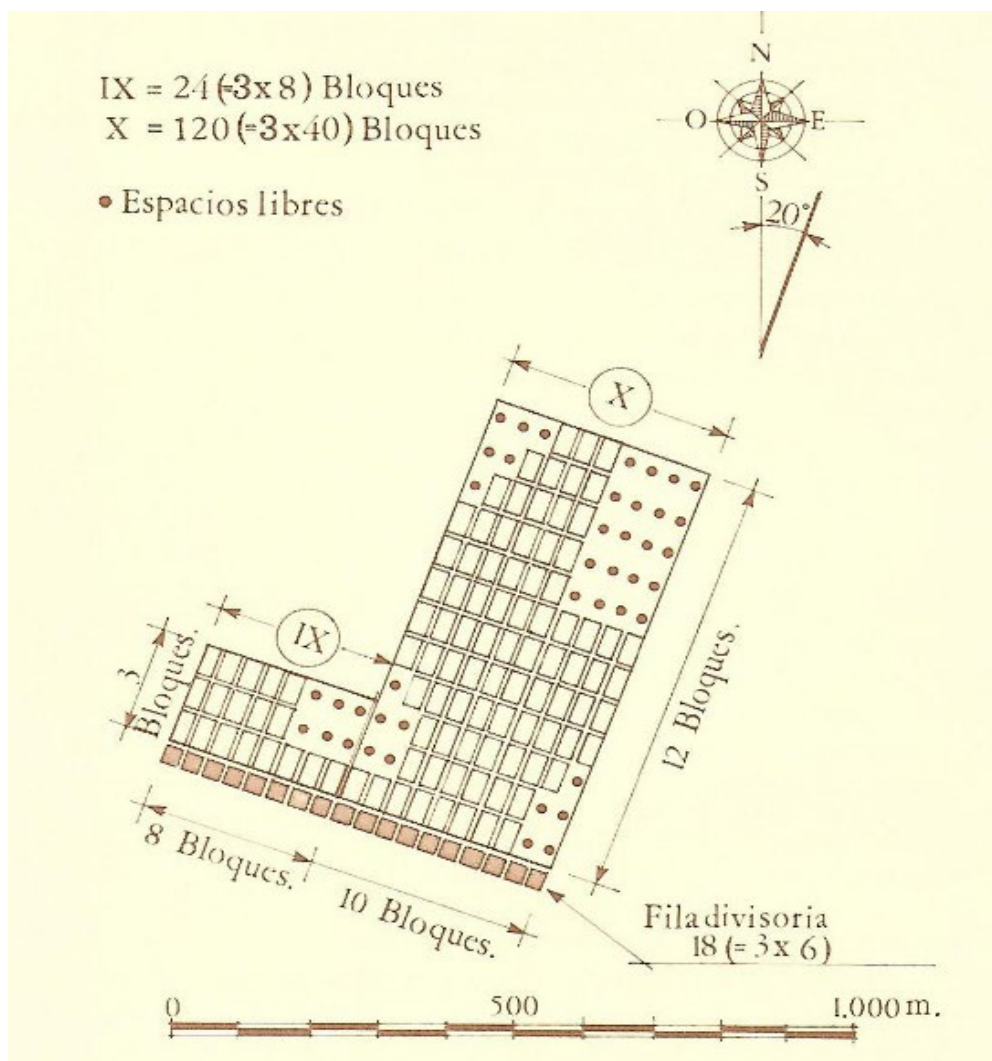 IX = 24 (=3x8) Bloques
X = 120 (=3x40) Bloques
• Espacios libres
N
O
E
S
20°
X
IX
3
Bloques.
12 Bloques.
8 Bloques.
10 Bloques.
Fila divisoria
18 (= 3x6)
0 500 1.000 m.